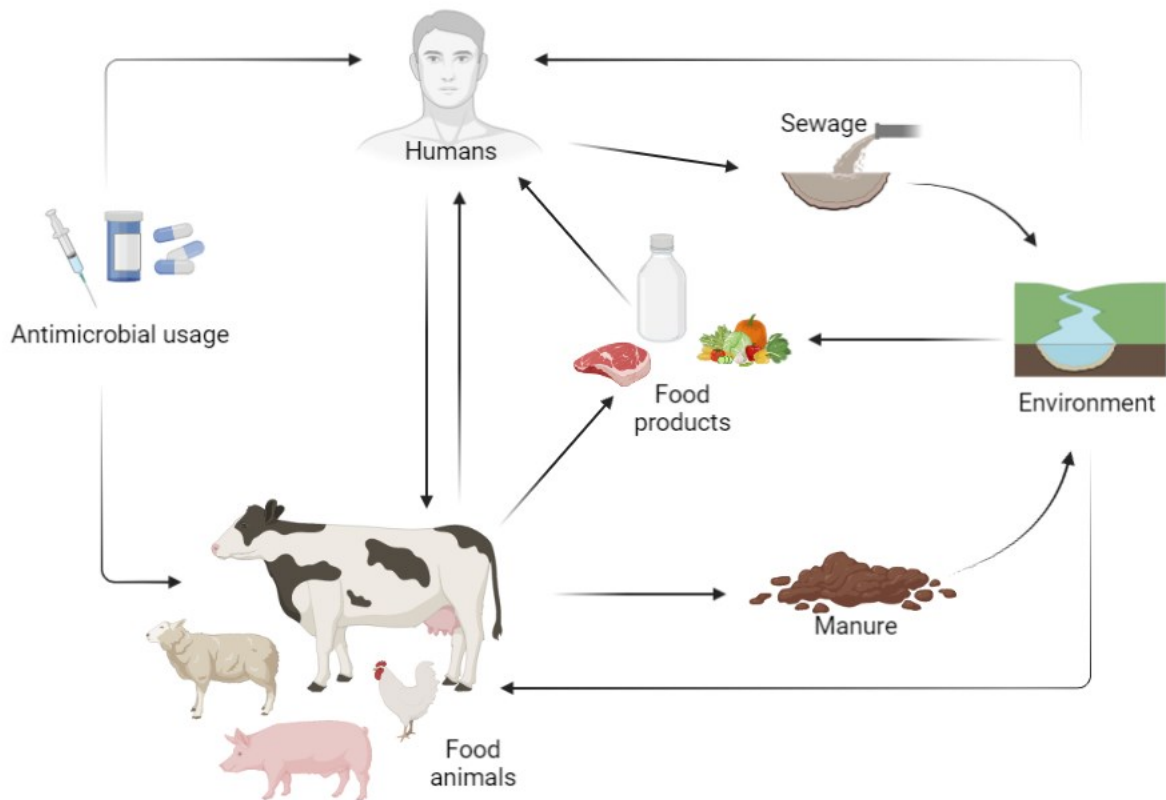 Humans
Sewage
Antimicrobial usage
Food
products
Environment
Manure
Food
animals